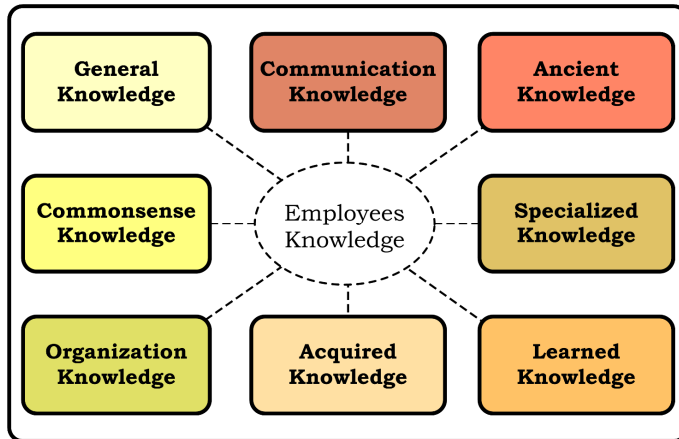 General
Knowledge
Communication
Knowledge
Ancient
Knowledge
Commonsense
Knowledge
Employees
Knowledge
Specialized
Knowledge
Organization
Knowledge
Acquired
Knowledge
Learned
Knowledge